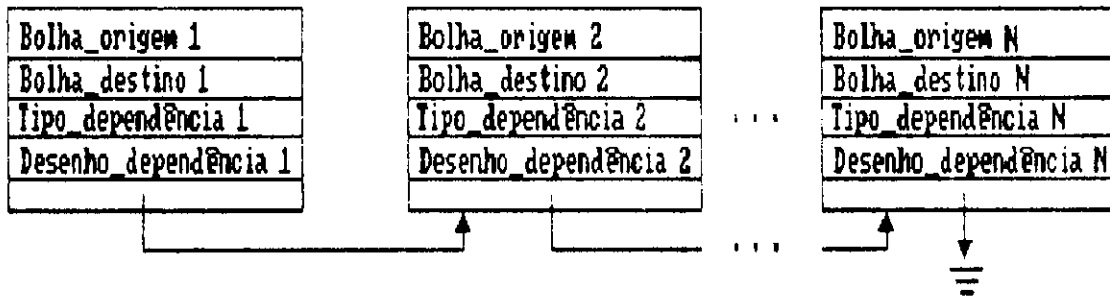 Bolha_origem 1
Bolha_destino 1
Tipo_dependência 1
Desenho_dependência 1
Bolha_origem 2
Bolha_destino 2
Tipo_dependência 2
Desenho_dependência 2
. . .
Bolha_origem N
Bolha_destino N
Tipo_dependência N
Desenho_dependência N
. . .